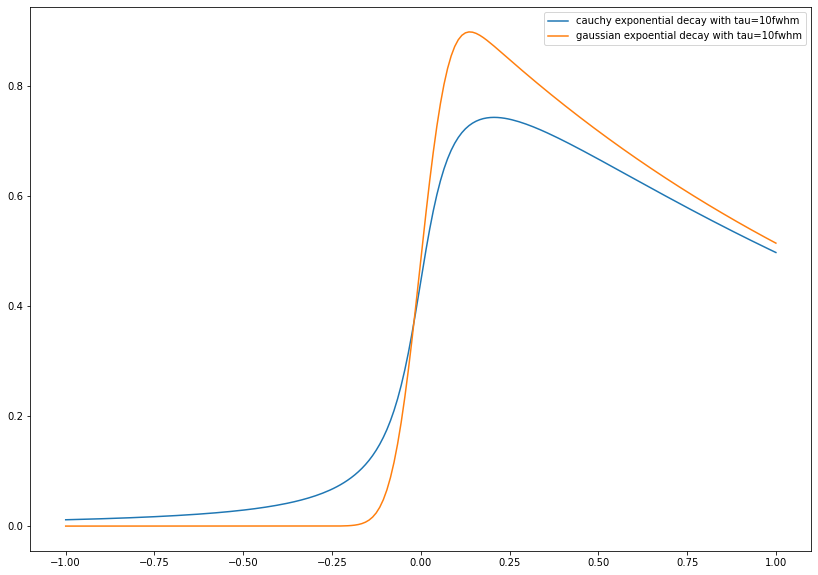 cauchy exponential decay with tau=10fwhm
gaussian expoential decay with tau=10fwhm
0.8
0.6
0.4
0.2
0.0
−1.00 −0.75 −0.50 −0.25 0.00 0.25 0.50 0.75 1.00